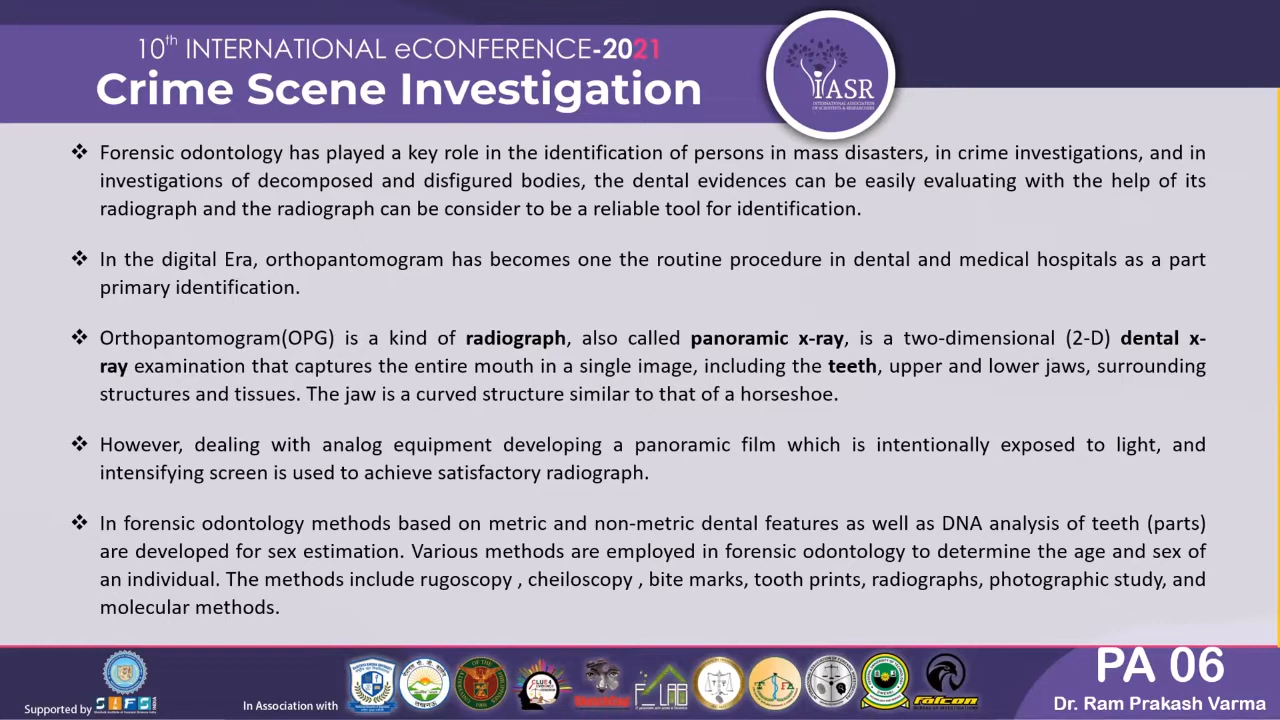 10th INTERNATIONAL eCONFERENCE-2021
Crime Scene Investigation
iASR
INTERNATIONAL ASSOCIATION
OF SCIENTISTS & RESEARCHERS
❖ Forensic odontology has played a key role in the identification of persons in mass disasters, in crime investigations, and in
investigations of decomposed and disfigured bodies, the dental evidences can be easily evaluating with the help of its
radiograph and the radiograph can be consider to be a reliable tool for identification.
❖ In the digital Era, orthopantomogram has becomes one the routine procedure in dental and medical hospitals as a part
primary identification.
❖ Orthopantomogram(OPG) is a kind of radiograph, also called panoramic x-ray, is a two-dimensional (2-D) dental x-
ray examination that captures the entire mouth in a single image, including the teeth, upper and lower jaws, surrounding
structures and tissues. The jaw is a curved structure similar to that of a horseshoe.
❖ However, dealing with analog equipment developing a panoramic film which is intentionally exposed to light, and
intensifying screen is used to achieve satisfactory radiograph.
❖ In forensic odontology methods based on metric and non-metric dental features as well as DNA analysis of teeth (parts)
are developed for sex estimation. Various methods are employed in forensic odontology to determine the age and sex of
an individual. The methods include rugoscopy , cheiloscopy , bite marks, tooth prints, radiographs, photographic study, and
molecular methods.
Supported by
SIFS
In Association with
falcon
PA 06
Dr. Ram Prakash Varma